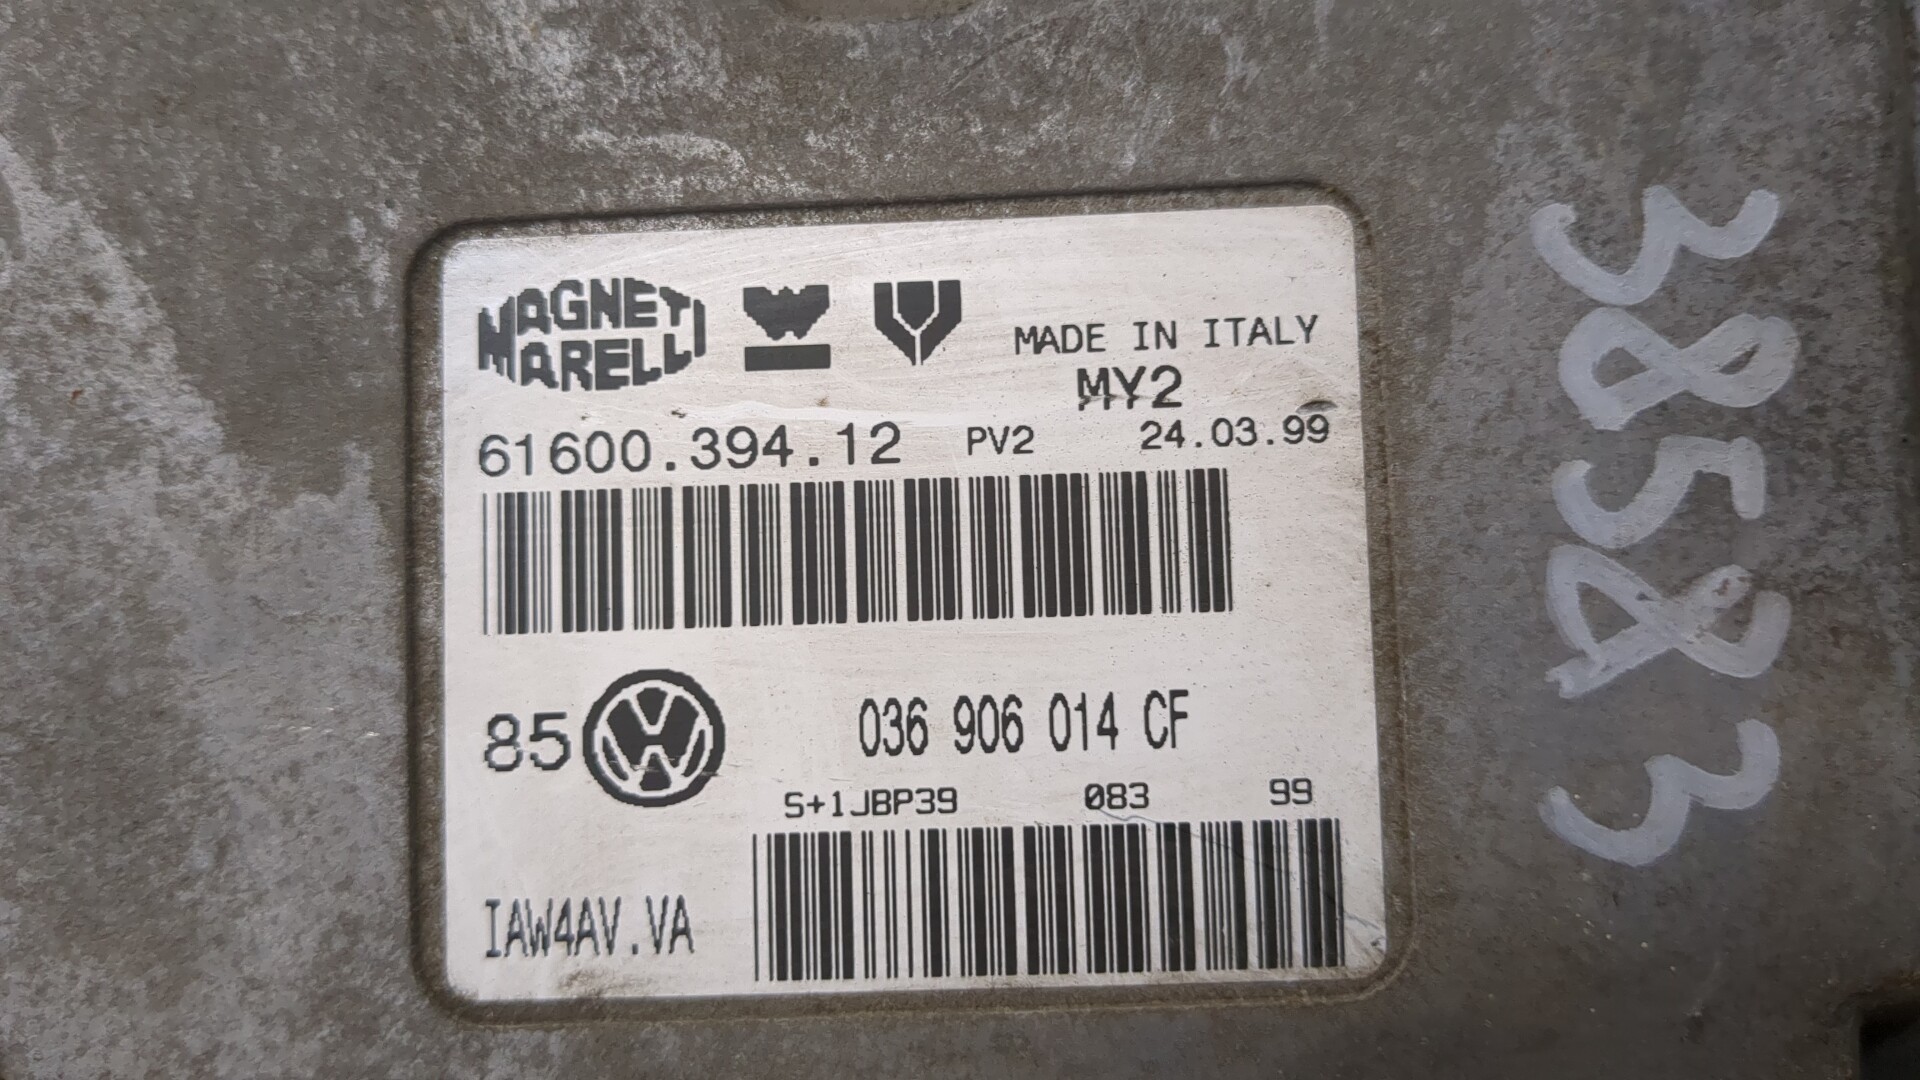 MAGNETI
MARELLI
MADE IN ITALY
MY2
61600.394.12 PV2 24.03.99
85 VW 036 906 014 CF
S+1JBP39 083 99
IAW4AV.VA
38583